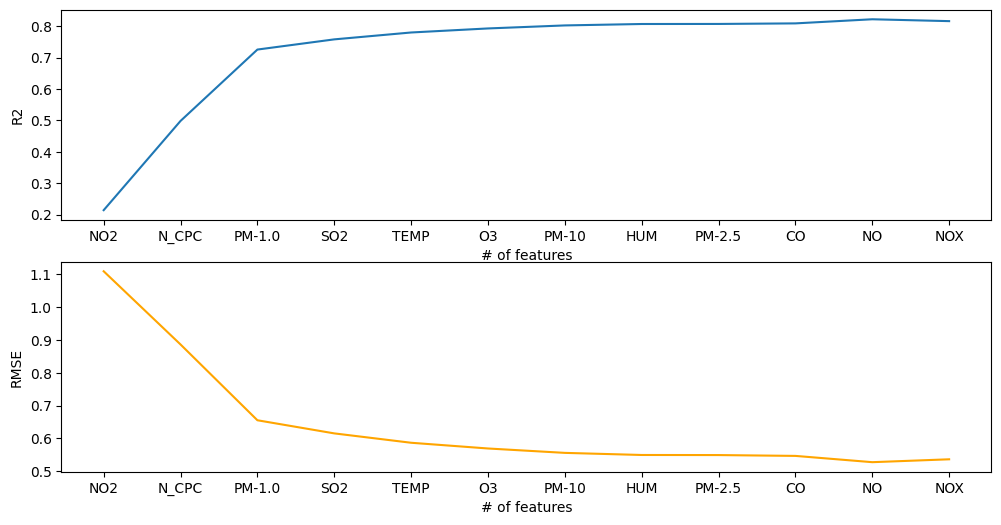 0.8
0.7
0.6
0.5
0.4
0.3
0.2
R2
NO2 N_CPC PM-1.0 SO2 TEMP O3 PM-10 HUM PM-2.5 CO NO NOX
# of features
1.1
1.0
0.9
0.8
0.7
0.6
0.5
RMSE
NO2 N_CPC PM-1.0 SO2 TEMP O3 PM-10 HUM PM-2.5 CO NO NOX
# of features